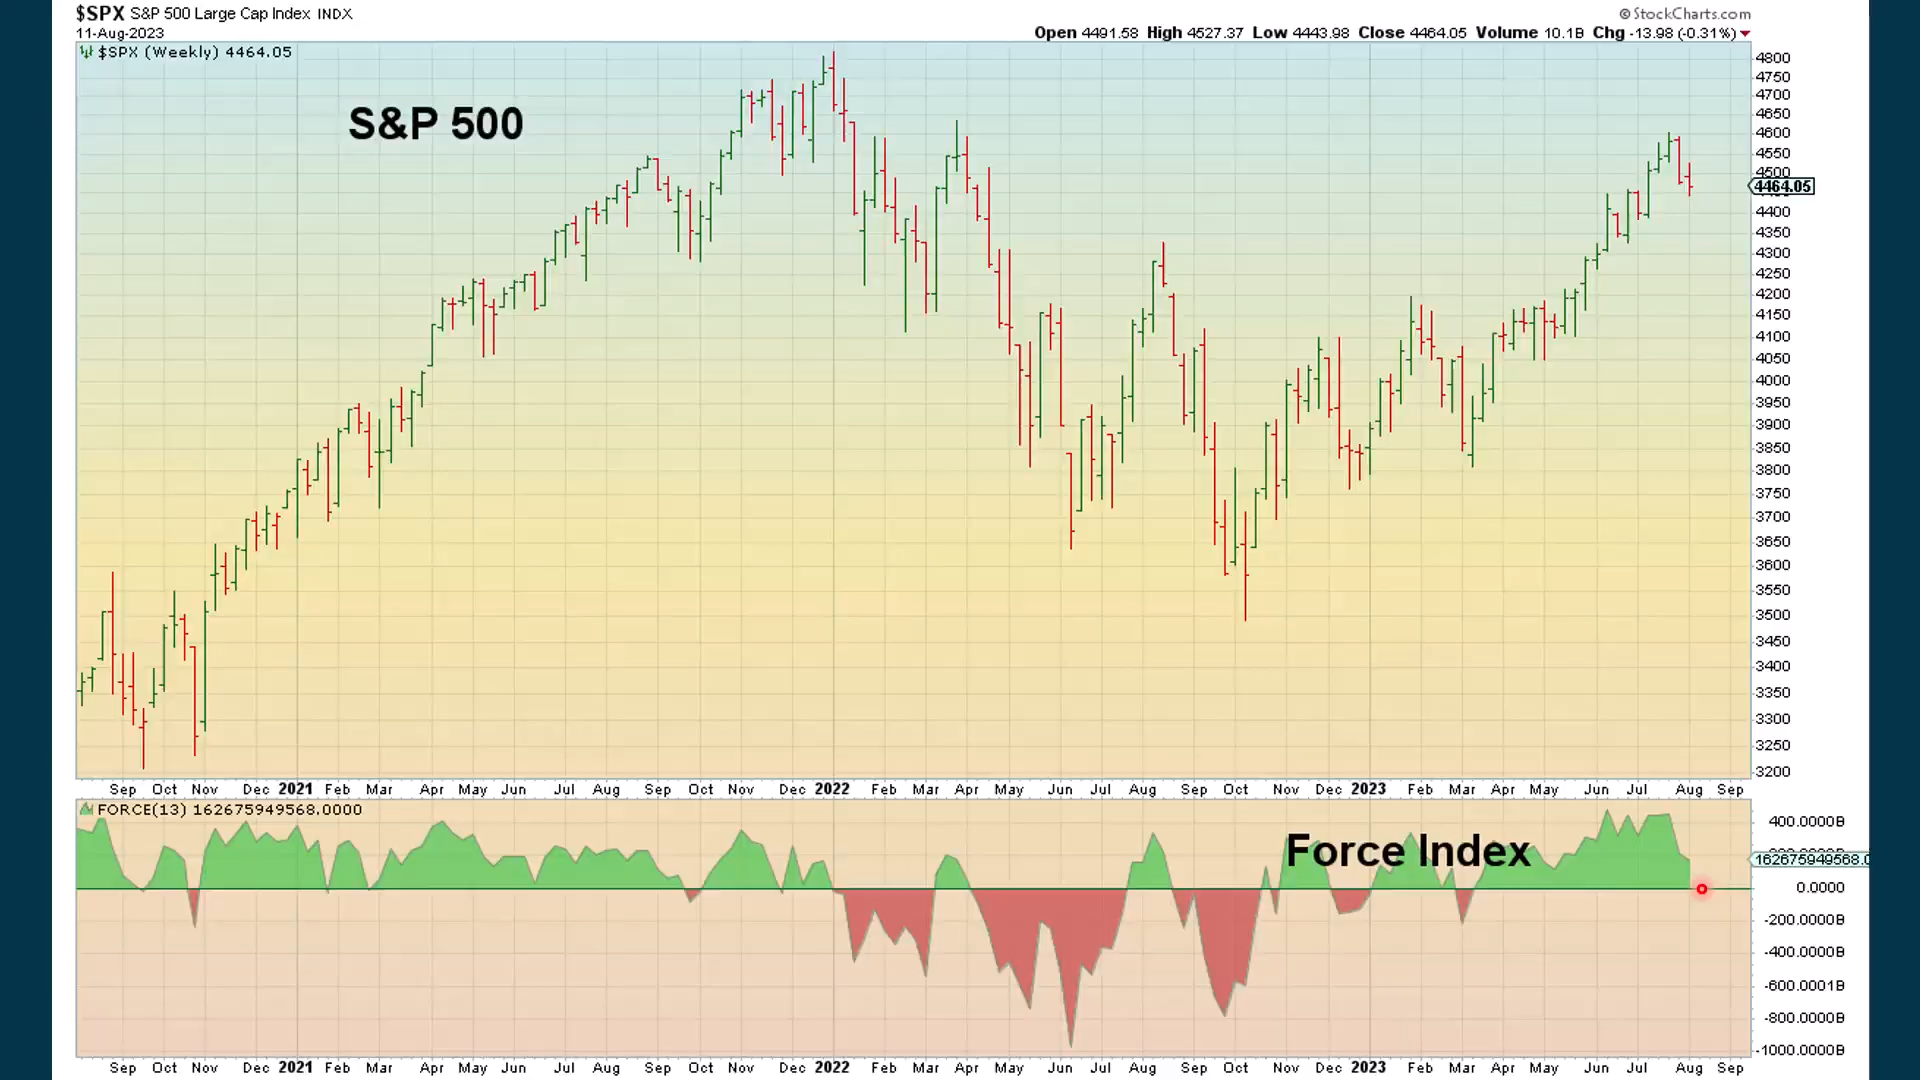 $SPX S&P 500 Large Cap Index INDX
© StockCharts.com
11-Aug-2023
Open 4491.58 High 4527.37 Low 4443.98 Close 4464.05 Volume 10.1B Chg -13.98 (-0.31%)
$SPX (Weekly) 4464.05
S&P 500
4800
4750
4700
4650
4600
4550
4500
4464.05
4400
4350
4300
4250
4200
4150
4100
4050
4000
3950
3900
3850
3800
3750
3700
3650
3600
3550
3500
3450
3400
3350
3300
3250
3200
Sep Oct Nov Dec 2021 Feb Mar Apr May Jun Jul Aug Sep Oct Nov Dec 2022 Feb Mar Apr May Jun Jul Aug Sep Oct Nov Dec 2023 Feb Mar Apr May Jun Jul Aug Sep
FORCE(13) 162675949568.0000
Force Index
400.0000B
162675949568.0
0.0000
-200.0000B
-400.0000B
-600.0001B
-800.0000B
-1000.0000B
Sep Oct Nov Dec 2021 Feb Mar Apr May Jun Jul Aug Sep Oct Nov Dec 2022 Feb Mar Apr May Jun Jul Aug Sep Oct Nov Dec 2023 Feb Mar Apr May Jun Jul Aug Sep